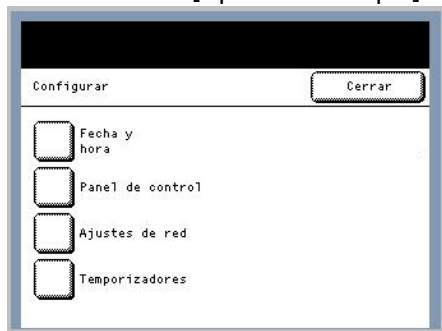 Configurar
Cerrar
Fecha y
hora
Panel de control
Ajustes de red
Temporizadores